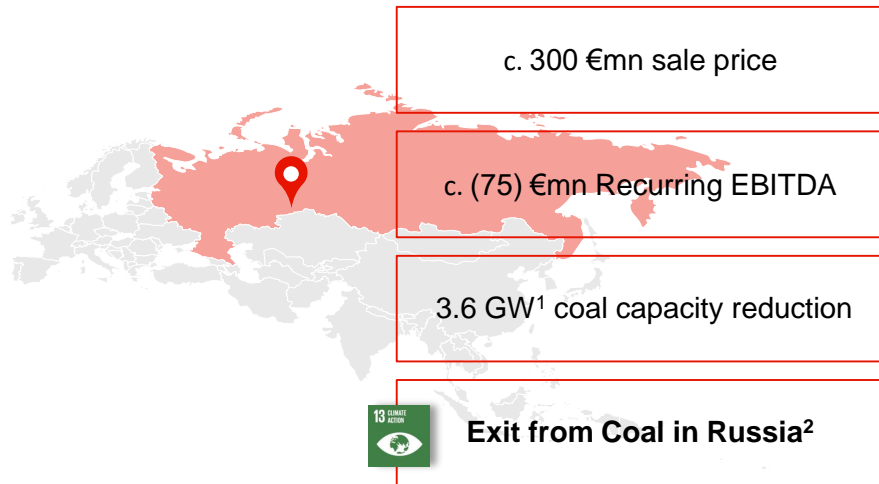 c. 300 €mn sale price
c. (75) €mn Recurring EBITDA
3.6 GW¹ coal capacity reduction
13 CLIMATE
ACTION
Exit from Coal in Russia²